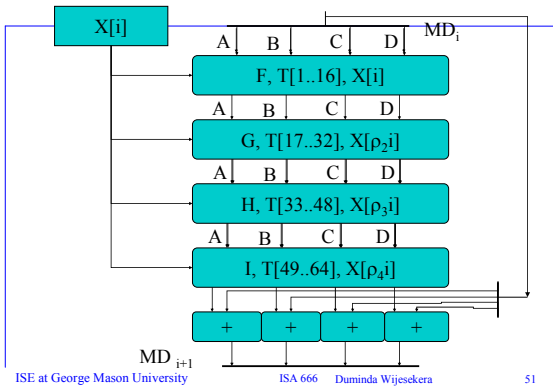 X[i]
MDi
A B C D
F, T[1..16], X[i]
A B C D
G, T[17..32], X[ρ2i]
A B C D
H, T[33..48], X[ρ3i]
A B C D
I, T[49..64], X[ρ4i]
+ + + +
MD i+1
ISE at George Mason University ISA 666 Duminda Wijesekera 51